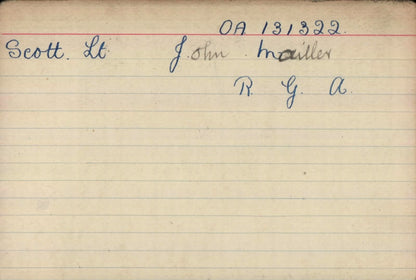 OA 131322.
Scott. Lt John Mailler
R. G. A.